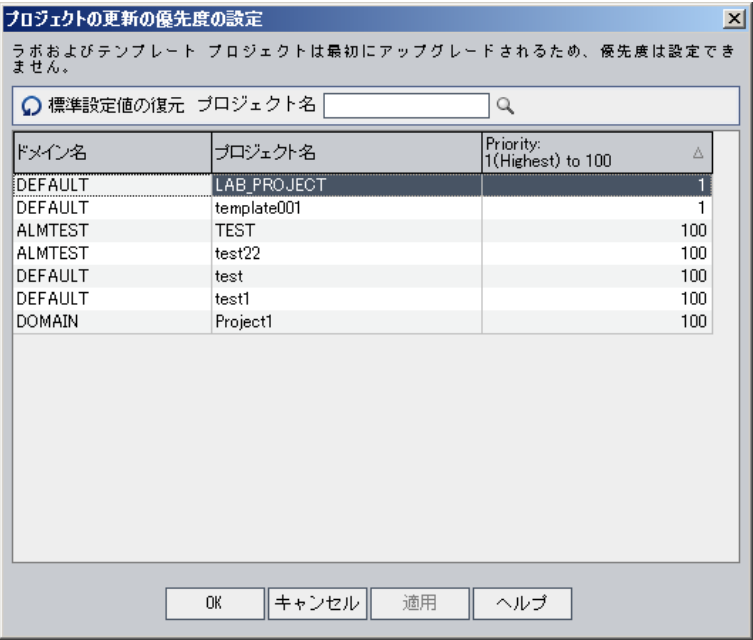 プロジェクトの更新の優先度の設定
ラボおよびテンプレート プロジェクトは最初にアップグレードされるため、優先度は設定でき
ません。
標準設定値の復元 プロジェクト名
ドメイン名 プロジェクト名 Priority:
1(Highest) to 100
DEFAULT LAB_PROJECT 1
DEFAULT template001 1
ALMTEST TEST 100
ALMTEST test22 100
DEFAULT test 100
DEFAULT test1 100
DOMAIN Project1 100
OK キャンセル 適用 ヘルプ